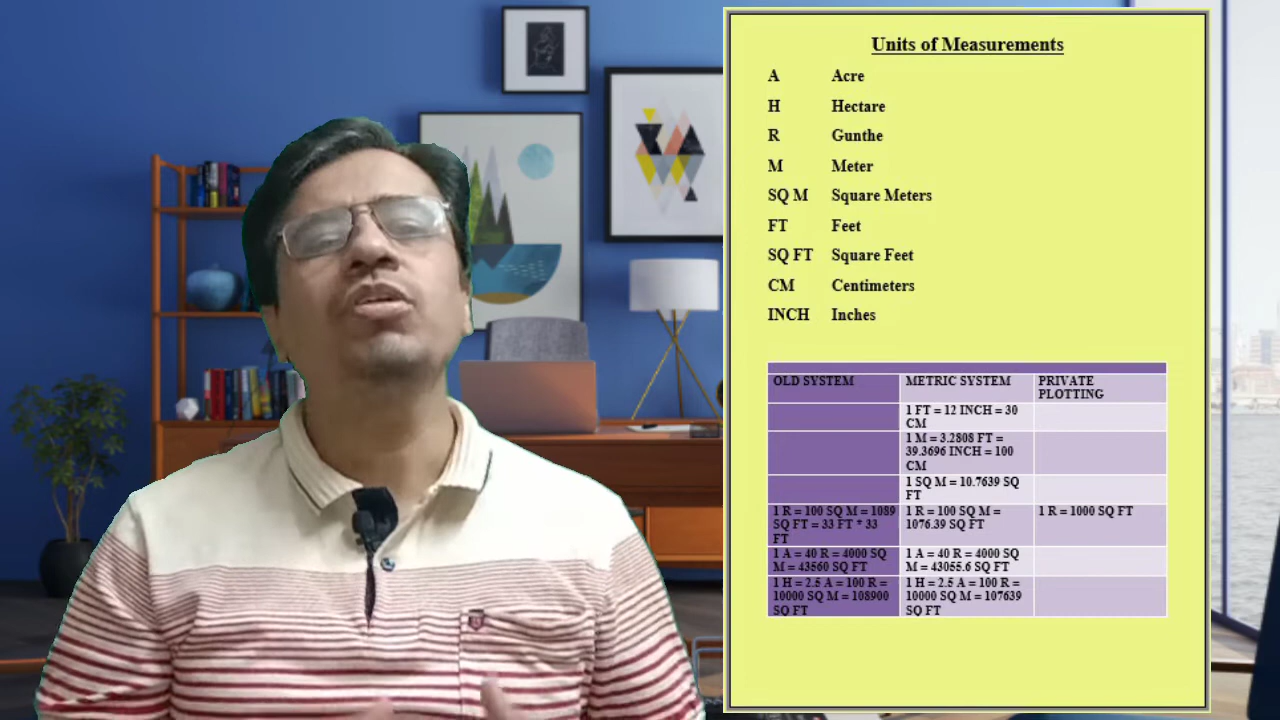 Units of Measurements
A Acre
H Hectare
R Gunthe
M Meter
SQ M Square Meters
FT Feet
SQ FT Square Feet
CM Centimeters
INCH Inches
OLD SYSTEM METRIC SYSTEM PRIVATE
PLOTTING
1 FT = 12 INCH = 30
CM
1 M = 3.2808 FT =
39.3696 INCH = 100
CM
1 SQ M = 10.7639 SQ
FT
1 R = 100 SQ M = 1089
SQ FT = 33 FT * 33
FT
1 R = 100 SQ M =
1076.39 SQ FT
1 R = 1000 SQ FT
1 A = 40 R = 4000 SQ
M = 43560 SQ FT
1 A = 40 R = 4000 SQ
M = 43055.6 SQ FT
1 H = 2.5 A = 100 R =
10000 SQ M = 108900
SQ FT
1 H = 2.5 A = 100 R =
10000 SQ M = 107639
SQ FT